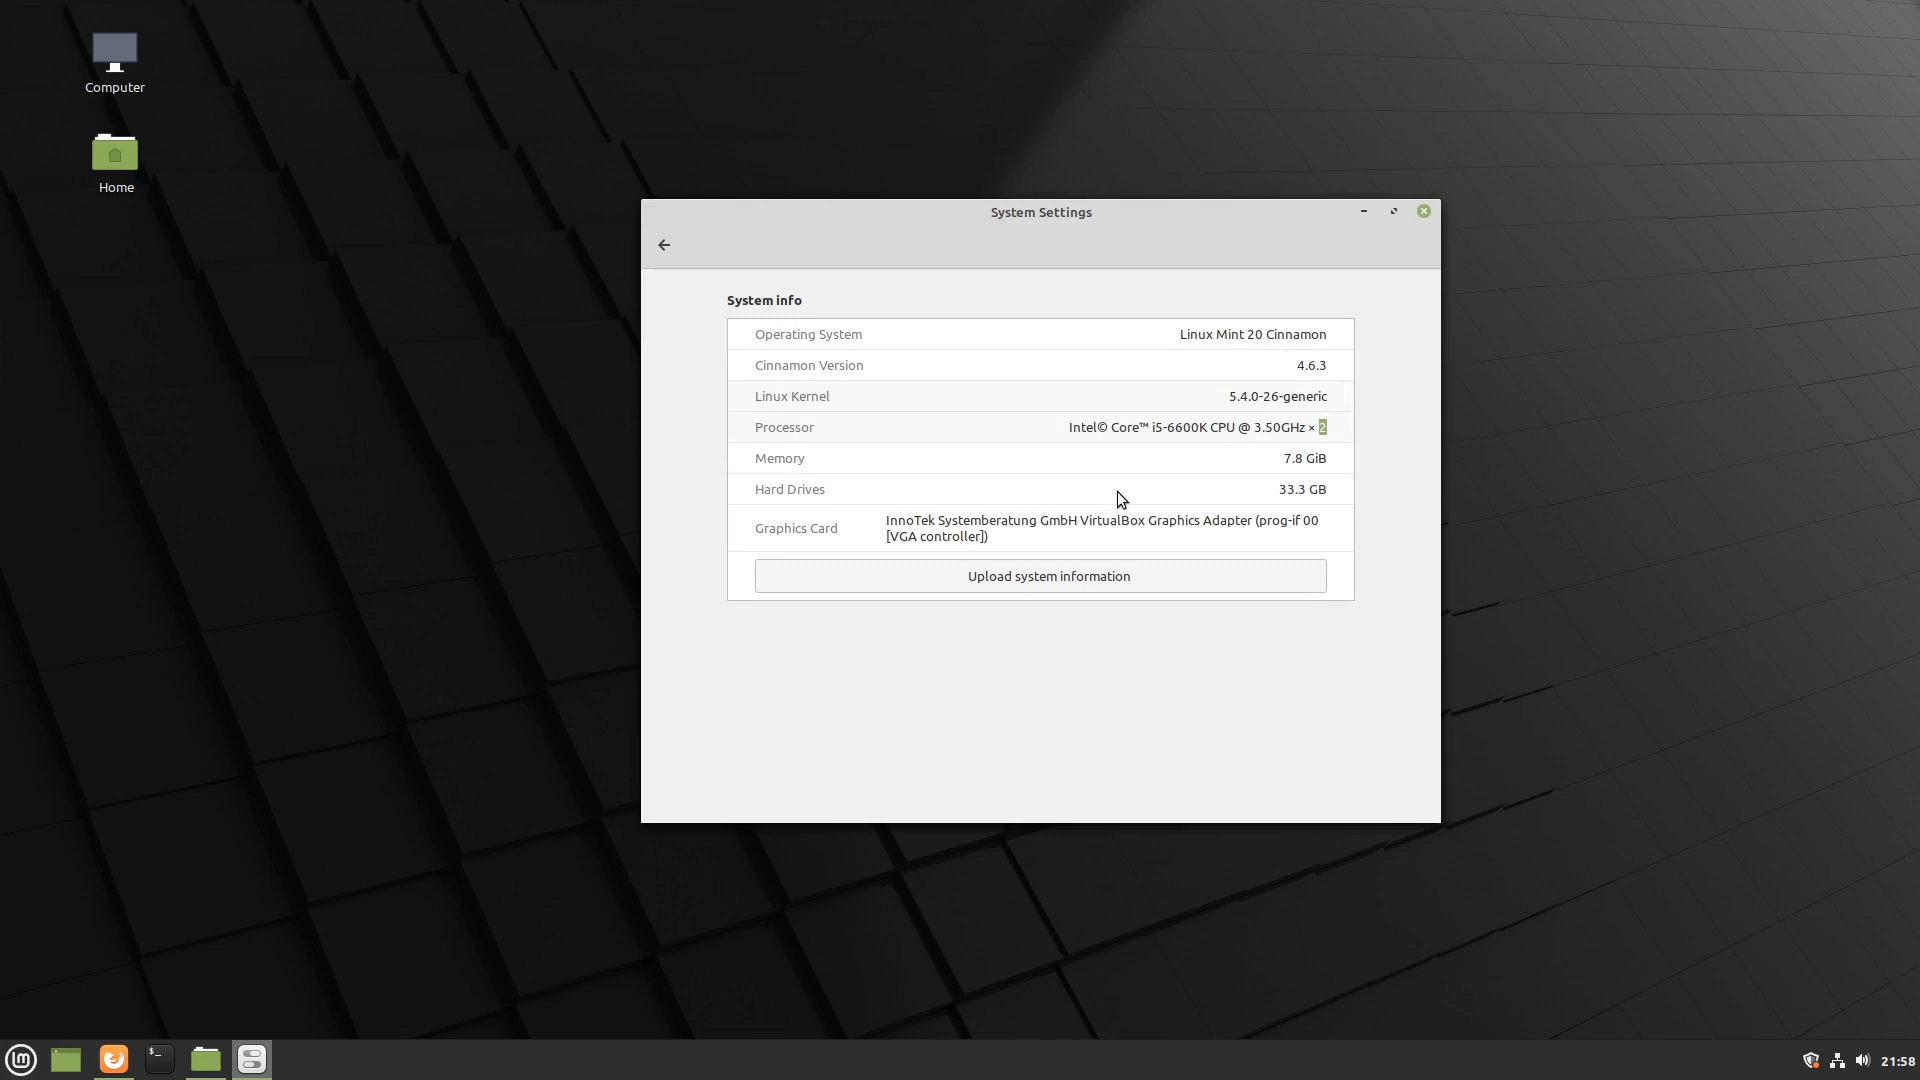 Computer
Home
System Settings
System info
Operating System Linux Mint 20 Cinnamon
Cinnamon Version 4.6.3
Linux Kernel 5.4.0-26-generic
Processor Intel© Core™ i5-6600K CPU @ 3.50GHz × 2
Memory 7.8 GiB
Hard Drives 33.3 GB
Graphics Card InnoTek Systemberatung GmbH VirtualBox Graphics Adapter (prog-if 00
[VGA controller])
Upload system information
$_
21:58